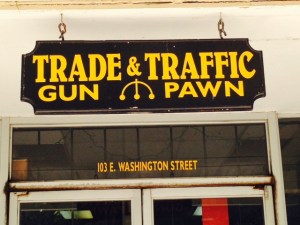 TRADE & TRAFFIC
GUN PAWN
103 E. WASHINGTON STREET